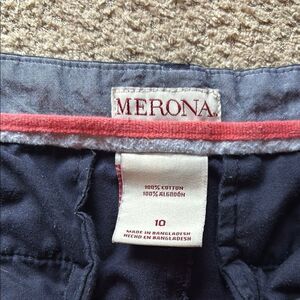 MERONA
100% COTTON
100% ALGODÓN
10
MADE IN BANGLADESH
HECHO EN BANGLADESH